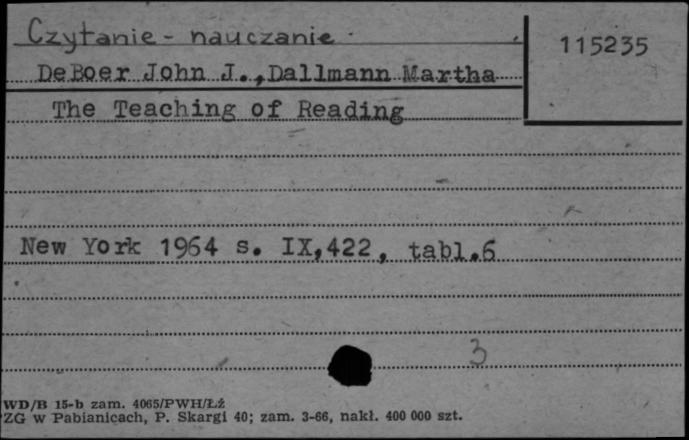 Czytanie - nauczanie
115235
DeBoer John J., Dallmann Martha
The Teaching of Reading
New York 1964 s. IX,422, tabl.6
3
WD/B 15-b zam. 4065/PWH/Łź
ZG w Pabianicach, P. Skargi 40; zam. 3-66, nakł. 400 000 szt.